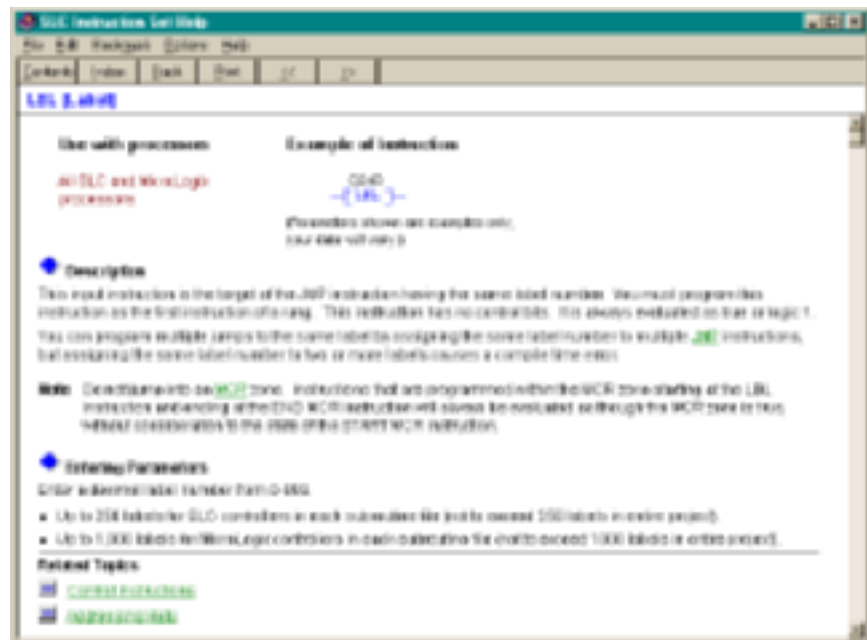 SLC Instruction Set Help
File Edit Bookmark Options Help
Contents Index Back Print << >>
LBL (Label)
Use with processors Example of Instruction
All SLC and MicroLogix
processors
( LBL )
(Parameters shown are examples only,
your data will vary.)
Description
This input instruction is the target of the JMP instruction having the same label number. You must program this
instruction as the first instruction of a rung. This instruction has no control bits. It is always evaluated as true or logic 1.
You can program multiple jumps to the same label by assigning the same label number to multiple JMP instructions,
but assigning the same label number to two or more labels causes a compile time error.
Note Do not jump into an MCR zone. Instructions that are programmed within the MCR zone starting at the LBL
instruction and ending at the END MCR instruction will always be evaluated as though the MCR zone is true,
without consideration to the state of the START MCR instruction.
Entering Parameters
Enter a decimal label number from 0-999.
Up to 256 labels for SLC controllers in each subroutine file (not to exceed 256 labels in entire project).
Up to 1,000 labels for MicroLogix controllers in each subroutine file (not to exceed 1000 labels in entire project).
Related Topics
Control Instructions
Addressing Help